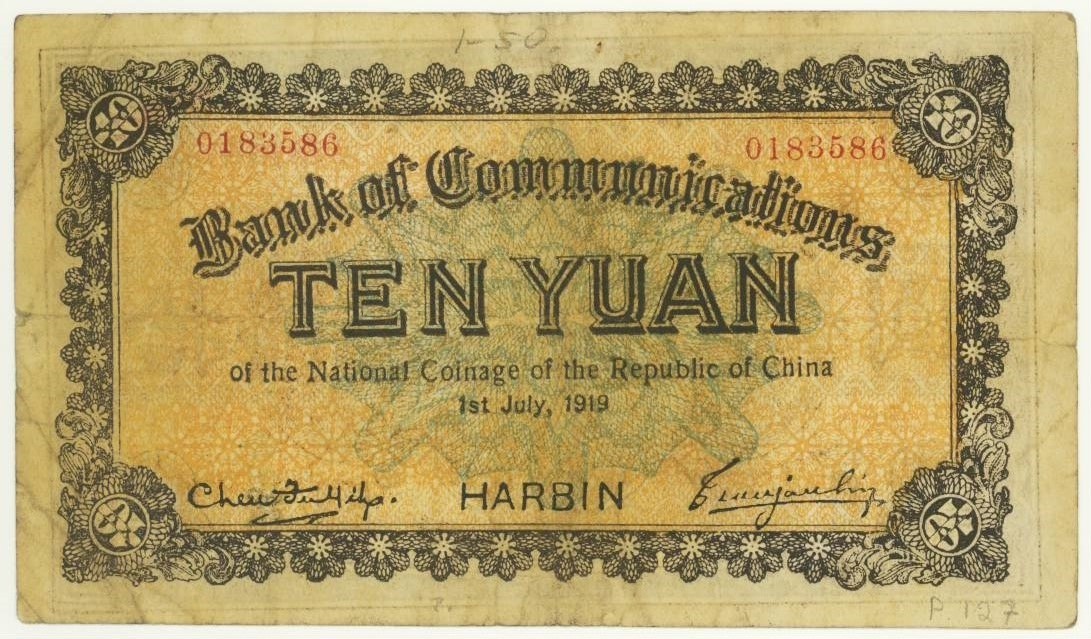 1-50.
0183586 0183586
Bank of Communications
TEN YUAN
of the National Coinage of the Republic of China
1st July, 1919
HARBIN
P.127